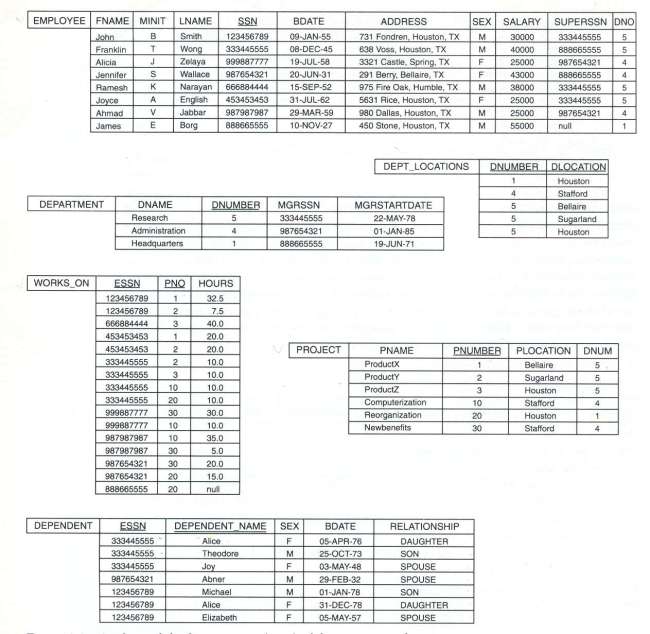 EMPLOYEE FNAME MINIT LNAME SSN BDATE ADDRESS SEX SALARY SUPERSSN DNO
John B Smith 123456789 09-JAN-55 731 Fondren, Houston, TX M 30000 333445555 5
Franklin T Wong 333445555 08-DEC-45 638 Voss, Houston, TX M 40000 888665555 5
Alicia J Zelaya 999887777 19-JUL-58 3321 Castle, Spring, TX F 25000 987654321 4
Jennifer S Wallace 987654321 20-JUN-31 291 Berry, Bellaire, TX F 43000 888665555 4
Ramesh K Narayan 666884444 15-SEP-52 975 Fire Oak, Humble, TX M 38000 333445555 5
Joyce A English 453453453 31-JUL-62 5631 Rice, Houston, TX F 25000 333445555 5
Ahmad V Jabbar 987987987 29-MAR-59 980 Dallas, Houston, TX M 25000 987654321 4
James E Borg 888665555 10-NOV-27 450 Stone, Houston, TX M 55000 null 1
DEPT_LOCATIONS DNUMBER DLOCATION
1 Houston
4 Stafford
5 Bellaire
5 Sugarland
5 Houston
DEPARTMENT DNAME DNUMBER MGRSSN MGRSTARTDATE
Research 5 333445555 22-MAY-78
Administration 4 987654321 01-JAN-85
Headquarters 1 888665555 19-JUN-71
WORKS_ON ESSN PNO HOURS
123456789 1 32.5
123456789 2 7.5
666884444 3 40.0
453453453 1 20.0
453453453 2 20.0
333445555 2 10.0
333445555 3 10.0
333445555 10 10.0
333445555 20 10.0
999887777 30 30.0
999887777 10 10.0
987987987 10 35.0
987987987 30 5.0
987654321 30 20.0
987654321 20 15.0
888665555 20 null
PROJECT PNAME PNUMBER PLOCATION DNUM
ProductX 1 Bellaire 5
ProductY 2 Sugarland 5
ProductZ 3 Houston 5
Computerization 10 Stafford 4
Reorganization 20 Houston 1
Newbenefits 30 Stafford 4
DEPENDENT ESSN DEPENDENT_NAME SEX BDATE RELATIONSHIP
333445555 Alice F 05-APR-76 DAUGHTER
333445555 Theodore M 25-OCT-73 SON
333445555 Joy F 03-MAY-48 SPOUSE
987654321 Abner M 29-FEB-32 SPOUSE
123456789 Michael M 01-JAN-78 SON
123456789 Alice F 31-DEC-78 DAUGHTER
123456789 Elizabeth F 05-MAY-57 SPOUSE